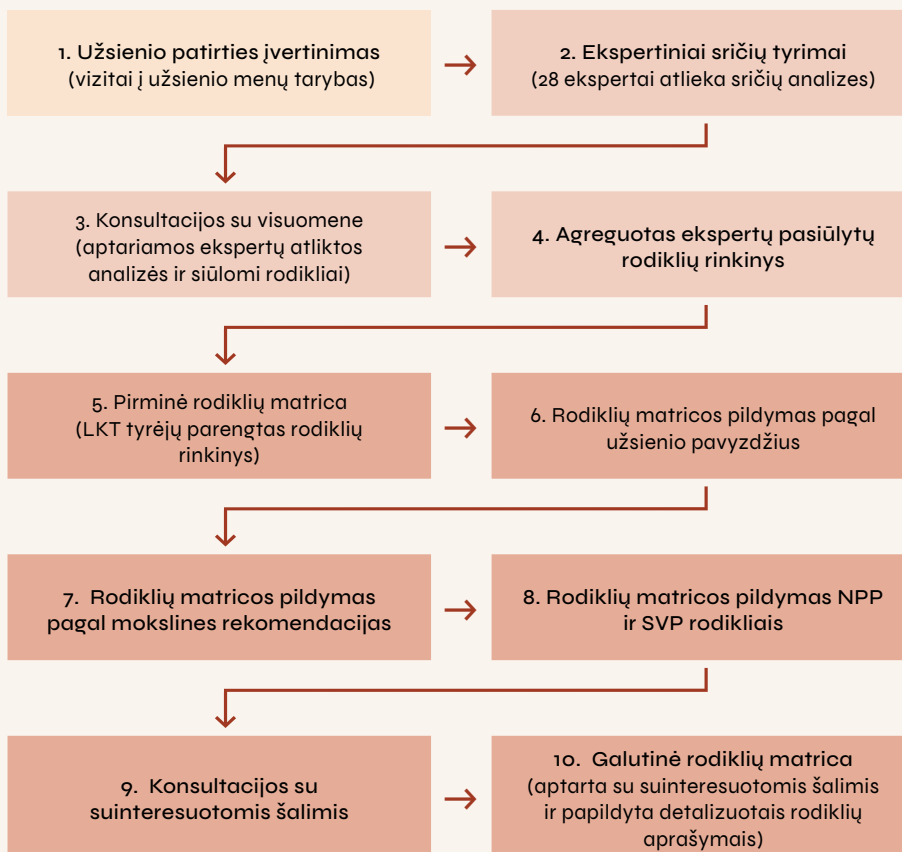 1. Užsienio patirties įvertinimas
(vizitai į užsienio menų tarybas)
2. Ekspertiniai sričių tyrimai
(28 ekspertai atlieka sričių analizes)
3. Konsultacijos su visuomene
(aptariamos ekspertų atliktos
analizės ir siūlomi rodikliai)
4. Agreguotas ekspertų pasiūlytų
rodiklių rinkinys
5. Pirminė rodiklių matrica
(LKT tyrėjų parengtas rodiklių
rinkinys)
6. Rodiklių matricos pildymas pagal
užsienio pavyzdžius
7. Rodiklių matricos pildymas
pagal mokslines rekomendacijas
8. Rodiklių matricos pildymas NPP
ir SVP rodikliais
9. Konsultacijos su
suinteresuotomis šalimis
10. Galutinė rodiklių matrica
(aptarta su suinteresuotomis šalimis
ir papildyta detalizuotais rodiklių
aprašymais)